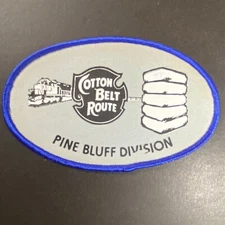 COTTON
BELT
ROUTE
PINE BLUFF DIVISION